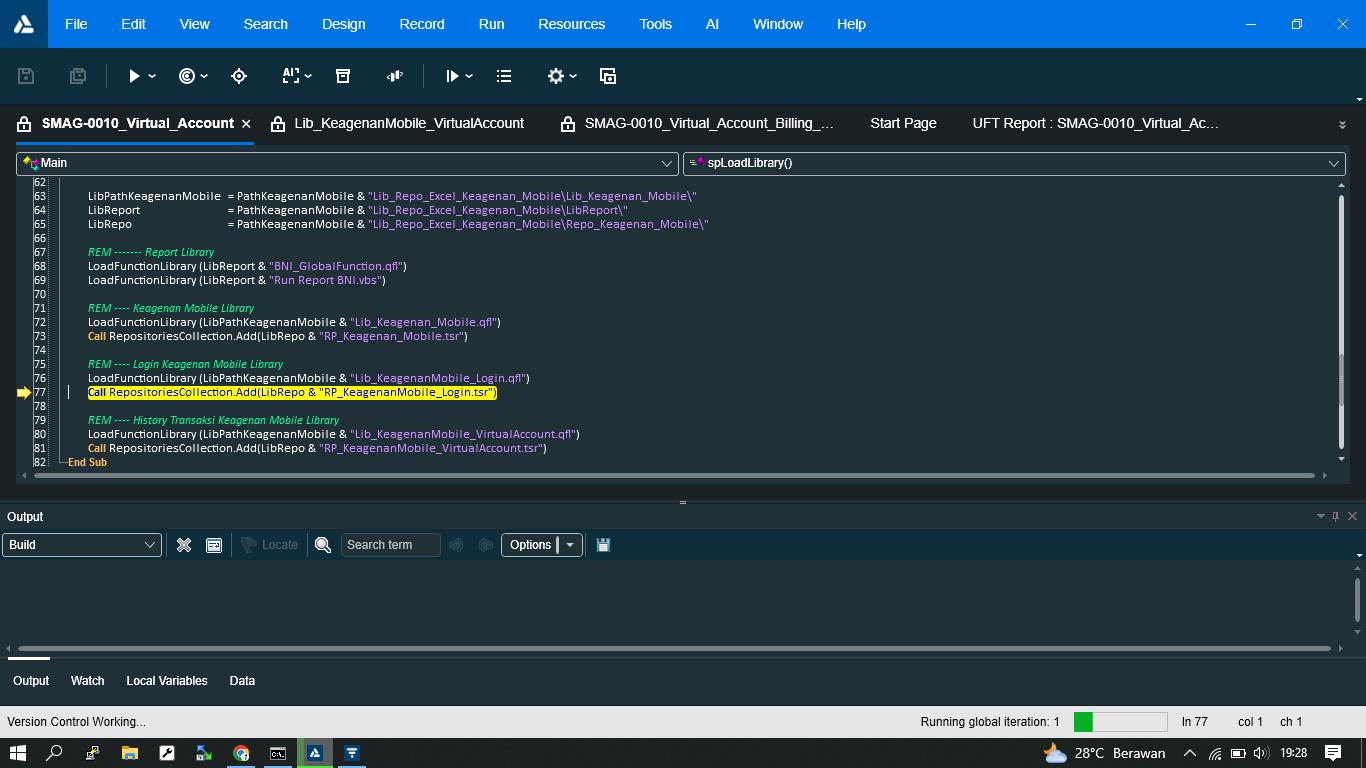 File Edit View Search Design Record Run Resources Tools AI Window Help
AI
SMAG-0010_Virtual_Account Lib_KeagenanMobile_VirtualAccount SMAG-0010_Virtual_Account_Billing_... Start Page UFT Report : SMAG-0010_Virtual_Ac...
Main spLoadLibrary()
62
63 LibPathKeagenanMobile = PathKeagenanMobile & "Lib_Repo_Excel_Keagenan_Mobile\Lib_Keagenan_Mobile\"
64 LibReport = PathKeagenanMobile & "Lib_Repo_Excel_Keagenan_Mobile\LibReport\"
65 LibRepo = PathKeagenanMobile & "Lib_Repo_Excel_Keagenan_Mobile\Repo_Keagenan_Mobile\"
66
67 REM ------- Report Library
68 LoadFunctionLibrary (LibReport & "BNI_GlobalFunction.qfl")
69 LoadFunctionLibrary (LibReport & "Run Report BNI.vbs")
70
71 REM ---- Keagenan Mobile Library
72 LoadFunctionLibrary (LibPathKeagenanMobile & "Lib_Keagenan_Mobile.qfl")
73 Call RepositoriesCollection.Add(LibRepo & "RP_Keagenan_Mobile.tsr")
74
75 REM ---- Login Keagenan Mobile Library
76 LoadFunctionLibrary (LibPathKeagenanMobile & "Lib_KeagenanMobile_Login.qfl")
77 Call RepositoriesCollection.Add(LibRepo & "RP_KeagenanMobile_Login.tsr")
78
79 REM ---- History Transaksi Keagenan Mobile Library
80 LoadFunctionLibrary (LibPathKeagenanMobile & "Lib_KeagenanMobile_VirtualAccount.qfl")
81 Call RepositoriesCollection.Add(LibRepo & "RP_KeagenanMobile_VirtualAccount.tsr")
82 End Sub
Output
Build Locate Search term Options
Output Watch Local Variables Data
Version Control Working... Running global iteration: 1 ln 77 col 1 ch 1
28°C Berawan 19:28